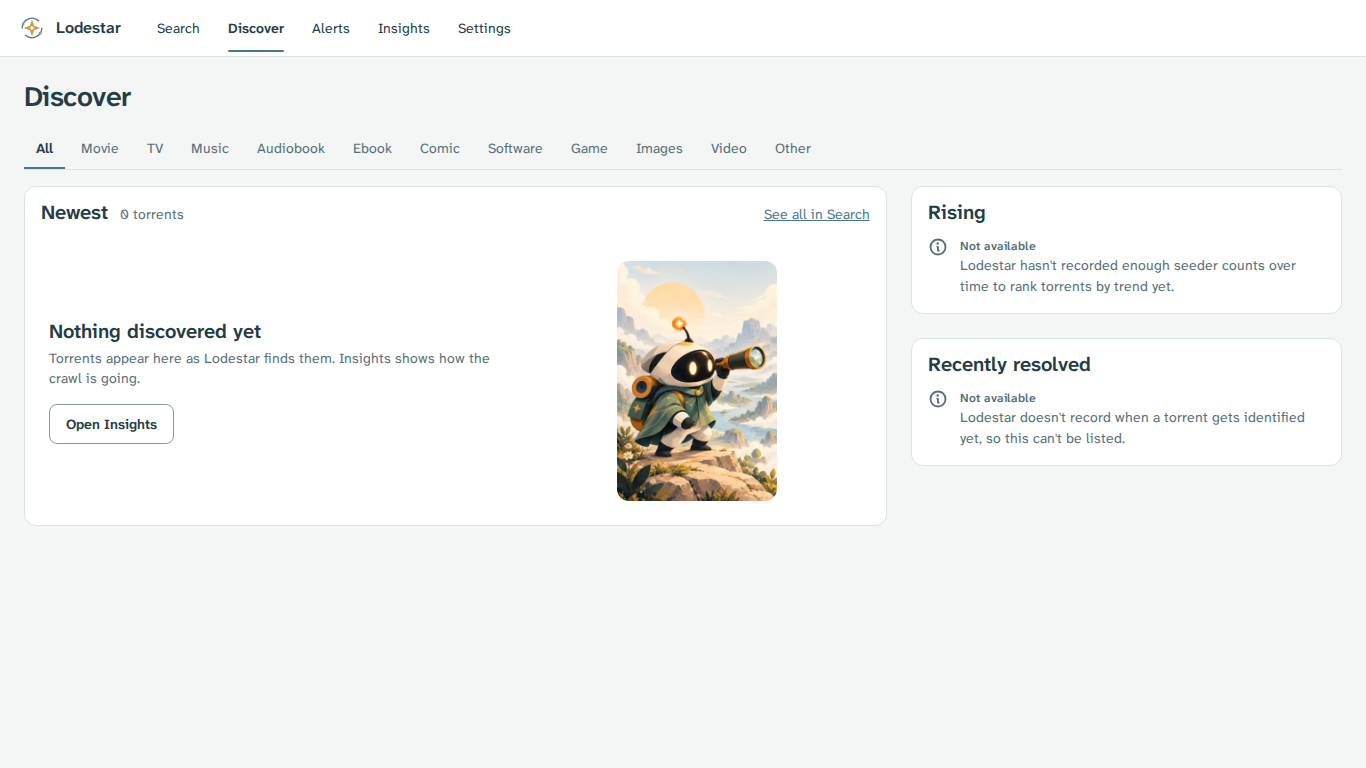 Lodestar
Search
Discover
Alerts
Insights
Settings
Discover
All
Movie
TV
Music
Audiobook
Ebook
Comic
Software
Game
Images
Video
Other
Newest
0 torrents
See all in Search
Nothing discovered yet
Torrents appear here as Lodestar finds them. Insights shows how the
crawl is going.
Open Insights
Rising
Not available
Lodestar hasn't recorded enough seeder counts over
time to rank torrents by trend yet.
Recently resolved
Not available
Lodestar doesn't record when a torrent gets identified
yet, so this can't be listed.